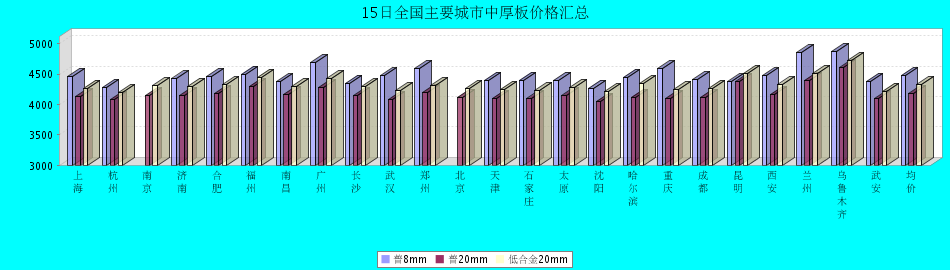 15日全国主要城市中厚板价格汇总
5000
4500
4000
3500
3000
上海 杭州 南京 济南 合肥 福州 南昌 广州 长沙 武汉 郑州 北京 天津 石家庄 太原 沈阳 哈尔滨 重庆 成都 昆明 西安 兰州 乌鲁木齐 武安 均价
普8mm 普20mm 低合金20mm